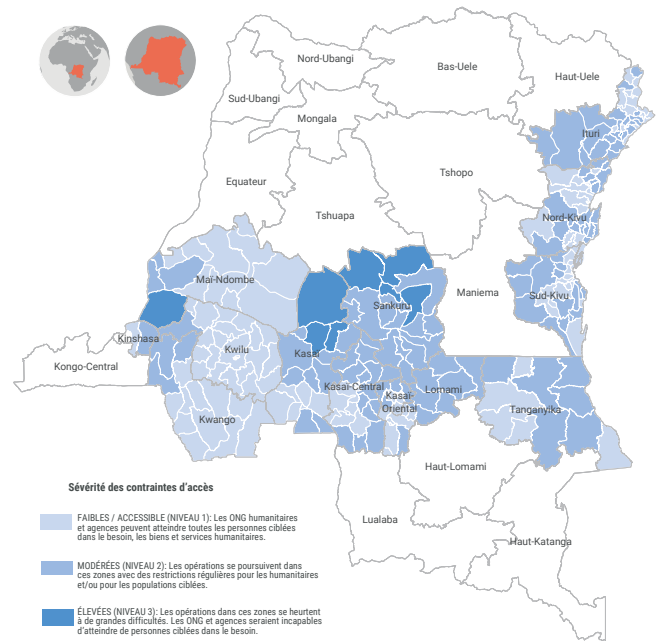 Nord-Ubangi
Bas-Uele
Haut-Uele
Sud-Ubangi
Mongala
Ituri
Equateur
Tshopo
Tshuapa
Nord-Kivu
Maï-Ndombe
Maniema
Sud-Kivu
Sankuru
Kinshasa
Kwilu
Kasaï
Kongo-Central
Kasaï-Central
Kasaï-
Oriental
Lomami
Tanganyika
Kwango
Haut-Lomami
Lualaba
Haut-Katanga
Sévérité des contraintes d'accès
FAIBLES / ACCESSIBLE (NIVEAU 1): Les ONG humanitaires
et agences peuvent atteindre toutes les personnes ciblées
dans le besoin, les biens et services humanitaires.
MODÉRÉES (NIVEAU 2): Les opérations se poursuivent dans
ces zones avec des restrictions régulières pour les humanitaires
et/ou pour les populations ciblées.
ÉLEVÉES (NIVEAU 3): Les opérations dans ces zones se heurtent
à de grandes difficultés. Les ONG et agences seraient incapables
d'atteindre de personnes ciblées dans le besoin.